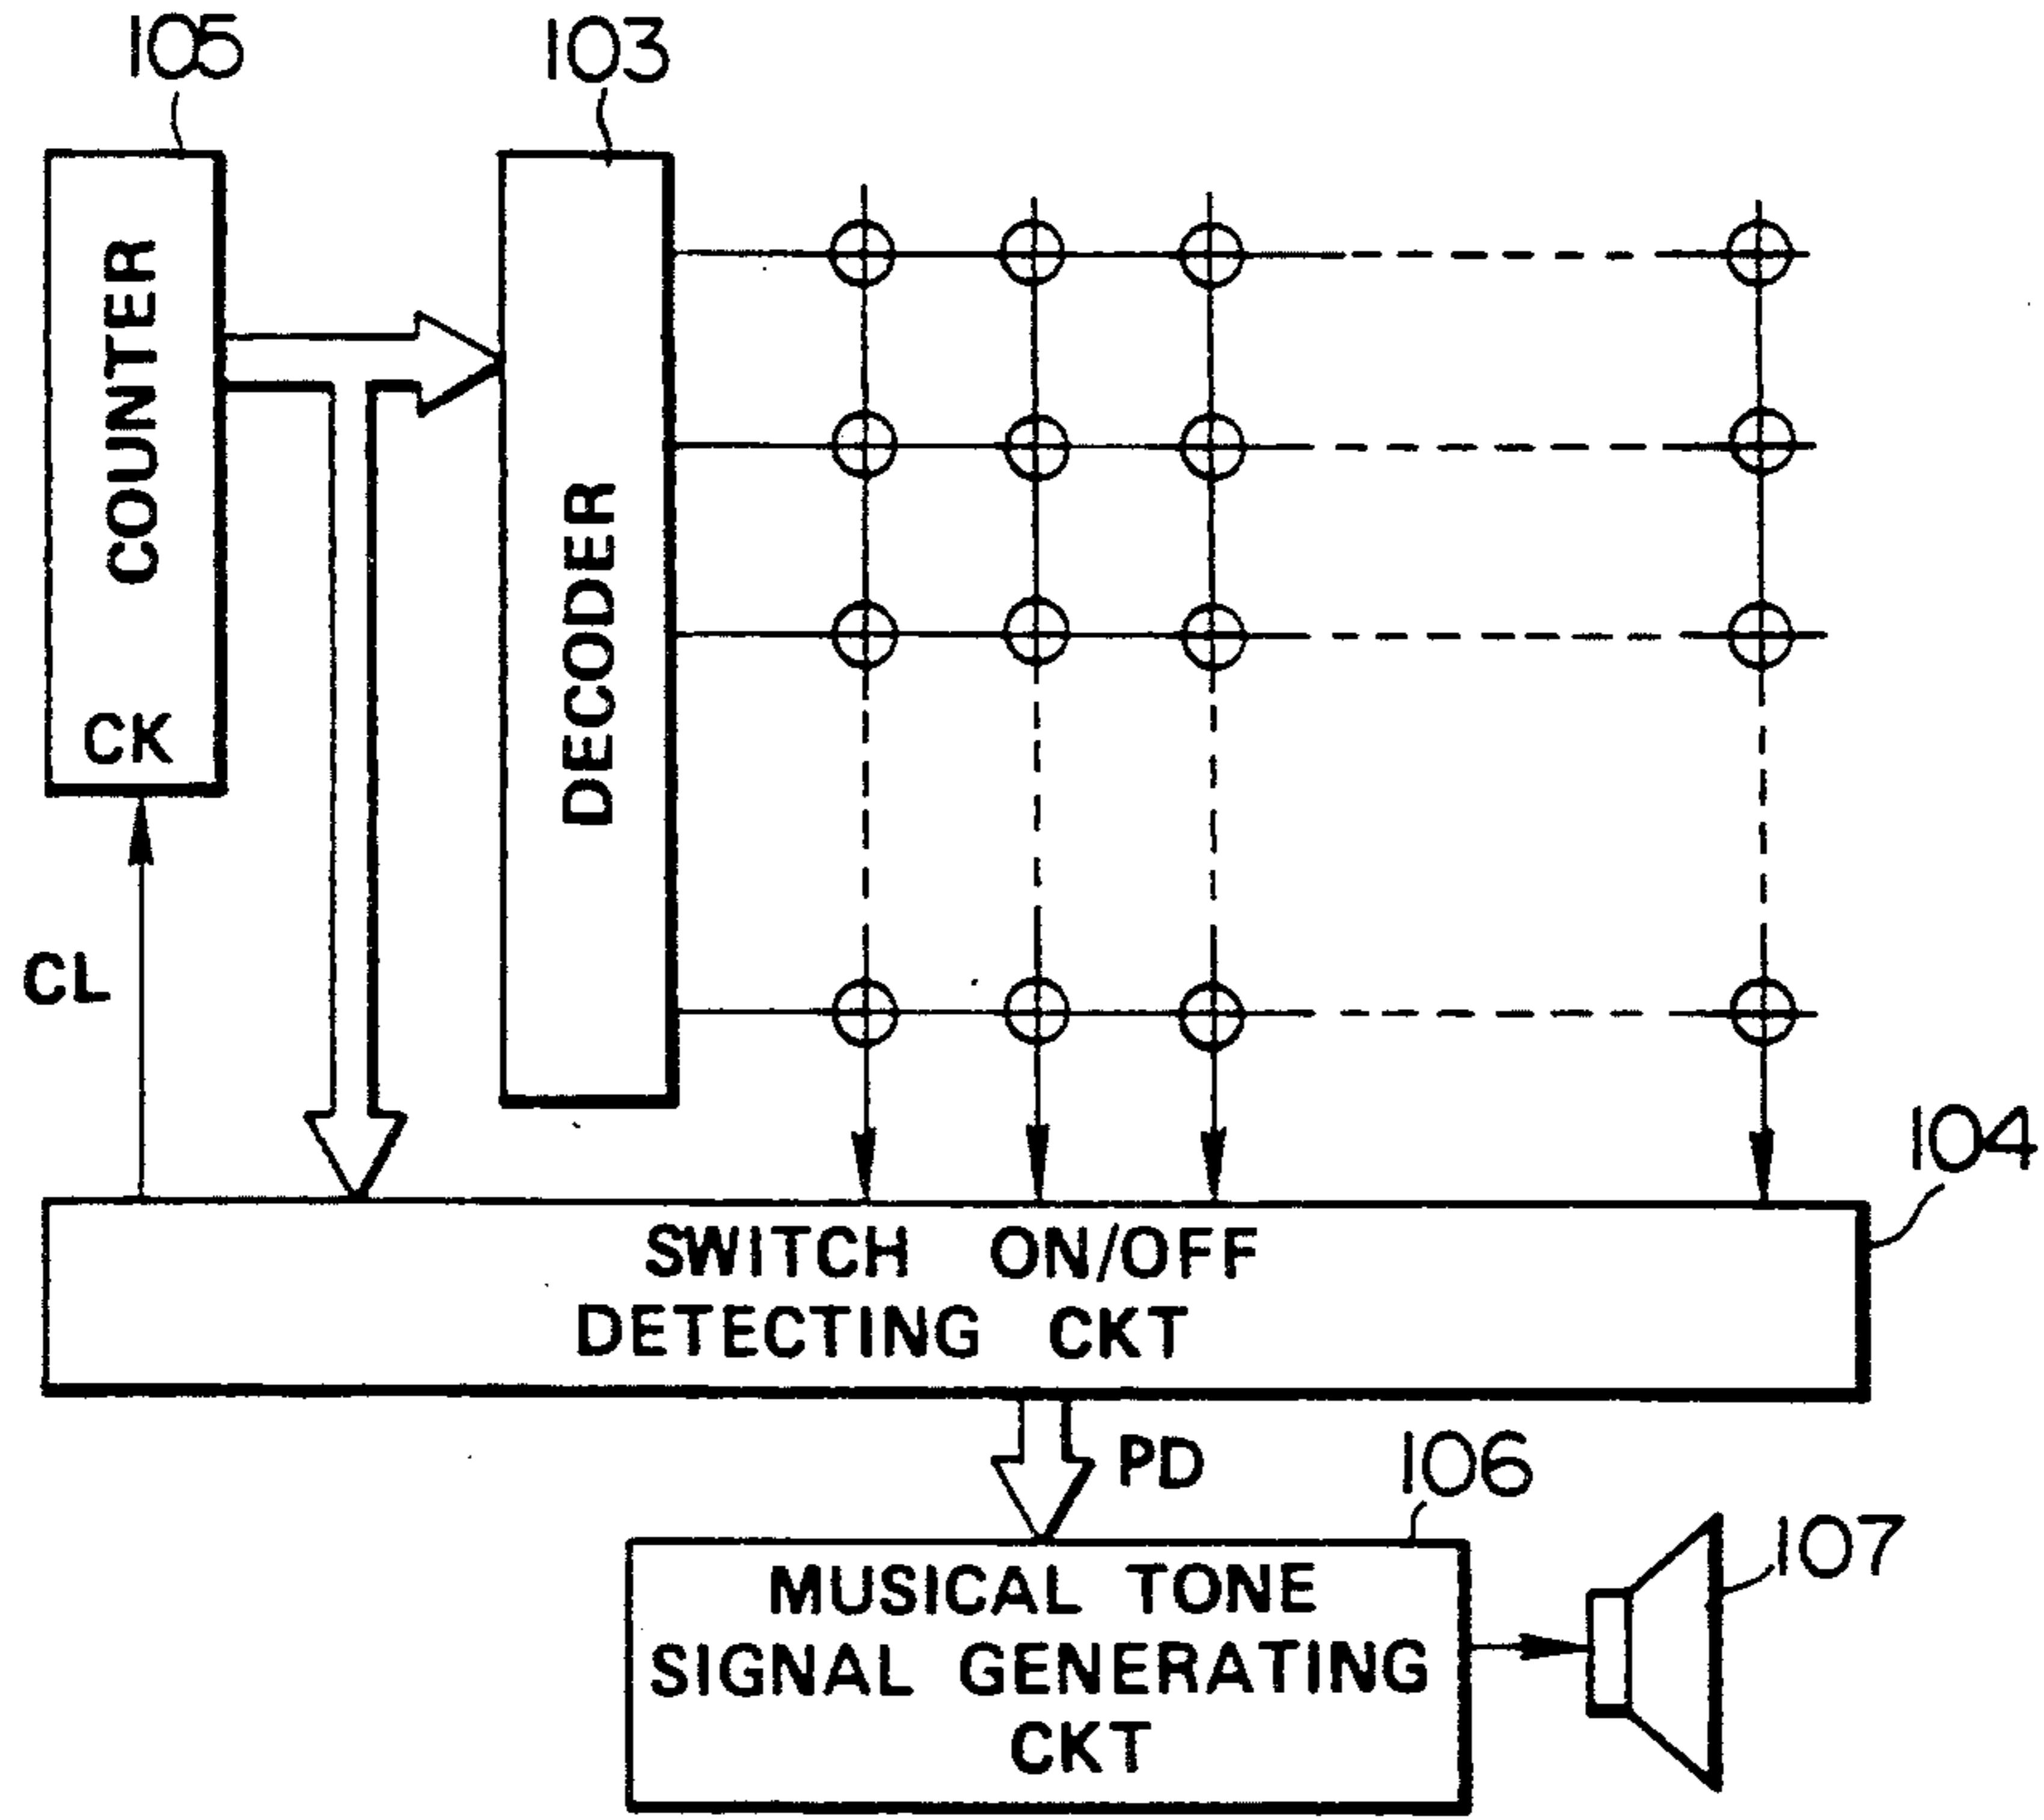 105
103
COUNTER
CK
DECODER
CL
104
SWITCH ON/OFF
DETECTING CKT
PD
106
107
MUSICAL TONE
SIGNAL GENERATING
CKT